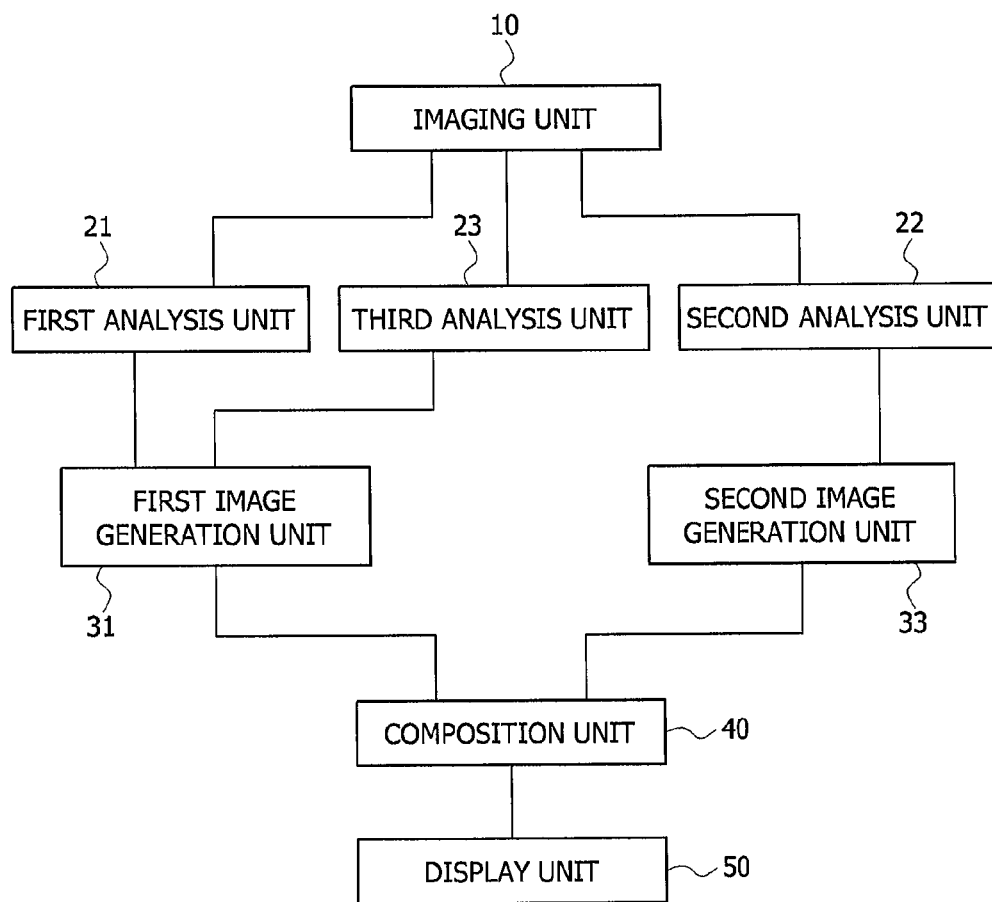 10
IMAGING UNIT
21
23
22
FIRST ANALYSIS UNIT
THIRD ANALYSIS UNIT
SECOND ANALYSIS UNIT
FIRST IMAGE
GENERATION UNIT
SECOND IMAGE
GENERATION UNIT
31
33
COMPOSITION UNIT
40
DISPLAY UNIT
50